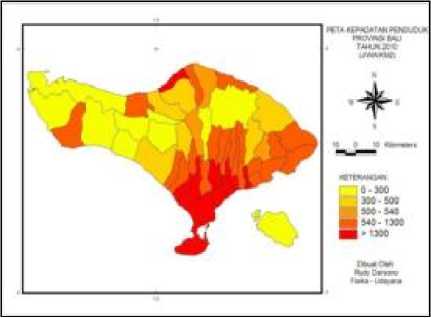 PETA KEPADATAN PENDUDUK
PROVINSI BALI
TAHUN 2010
(JIWA/KM2)
N
W
E
S
10 0 10 Kilometers
KETERANGAN:
0 - 300
300 - 500
500 - 540
540 - 1300
> 1300
Dibuat Oleh
Rudy Darsono
Fisika - Udayana